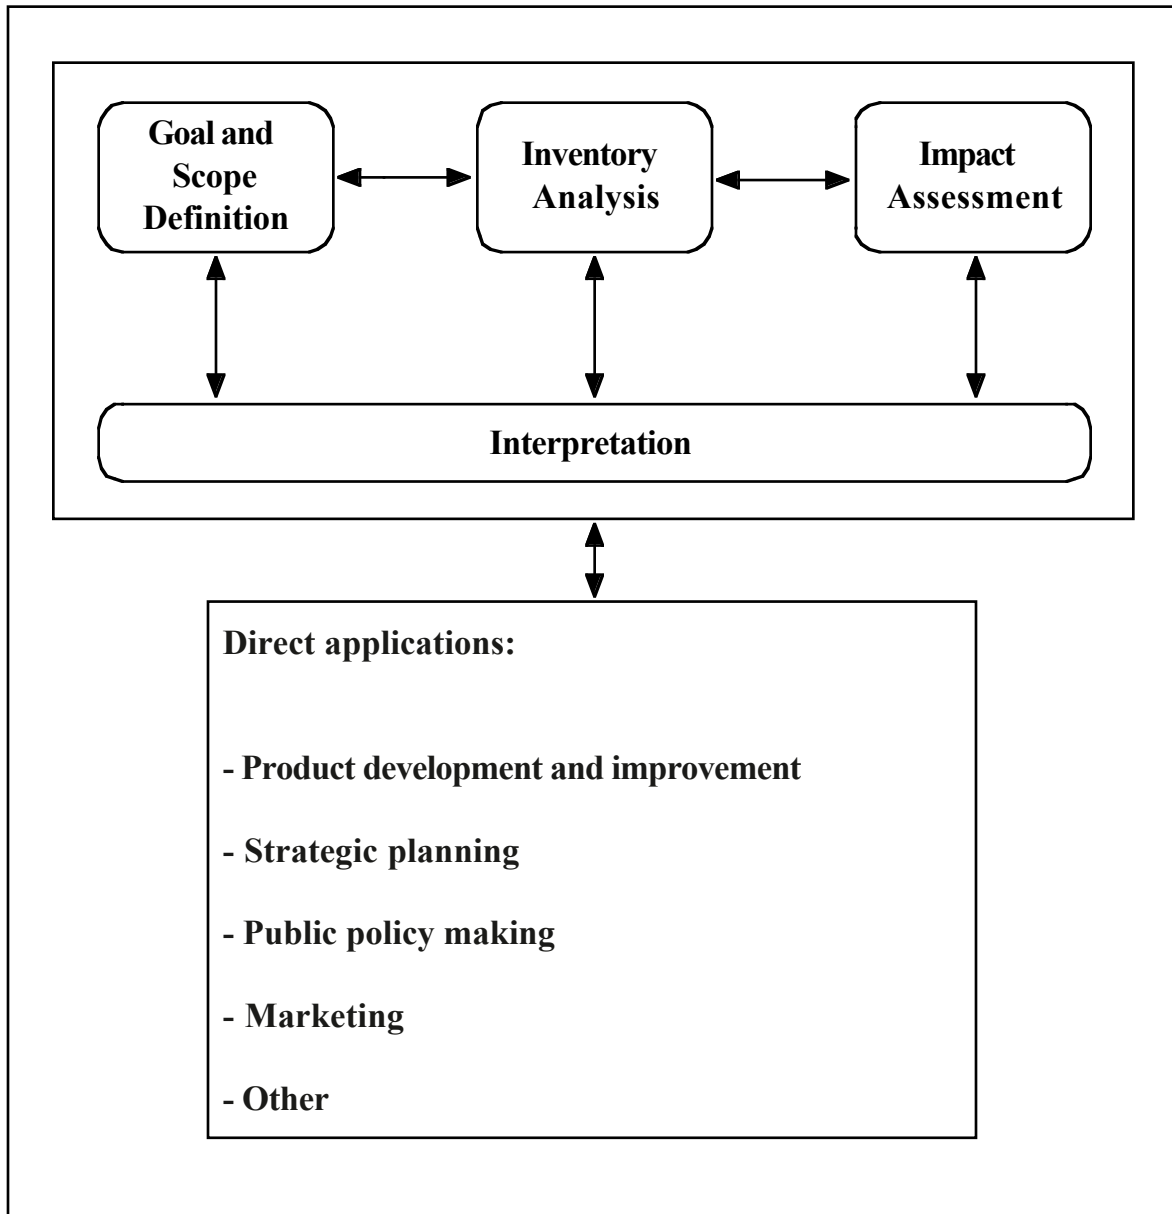 Goal and
Scope
Definition
Inventory
Analysis
Impact
Assessment
Interpretation
Direct applications:
- Product development and improvement
- Strategic planning
- Public policy making
- Marketing
- Other